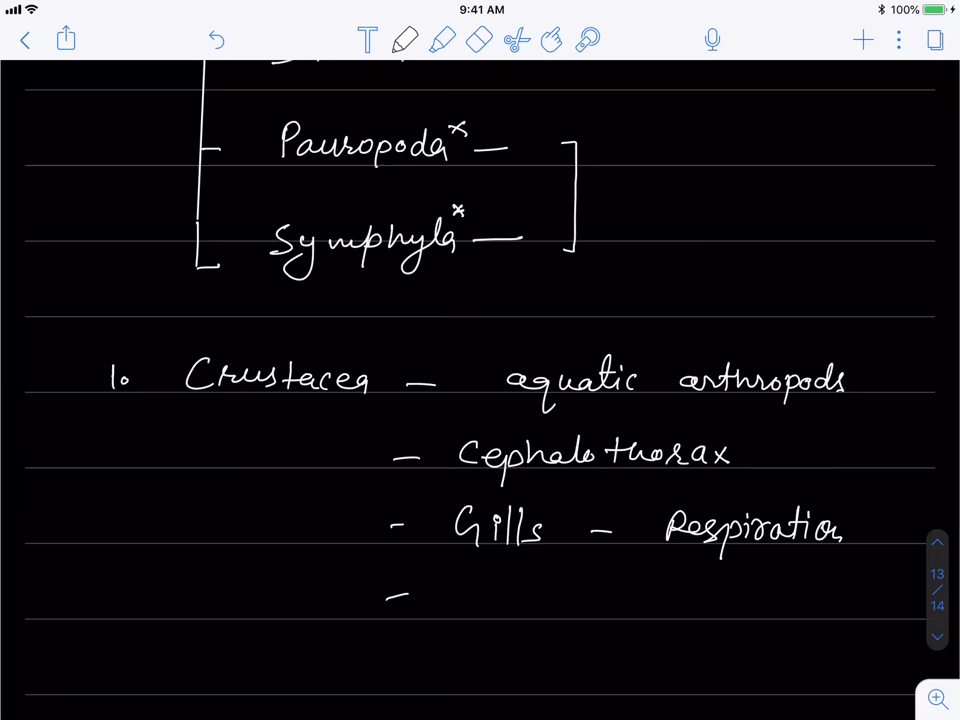 9:41 AM
100%
Pauropoda* —
Symphyla* —
1. Crustacea — aquatic arthropods
— Cephalothorax
- Gills — Respiration
—
13
/
14